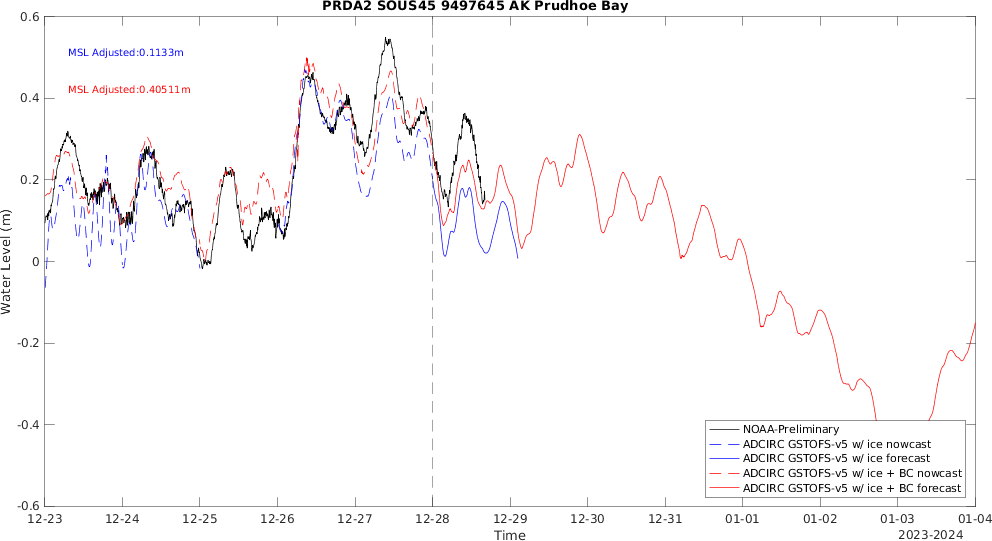 PRDA2 SOUS45 9497645 AK Prudhoe Bay
MSL Adjusted:0.1133m
MSL Adjusted:0.40511m
Water Level (m)
0.6
0.4
0.2
0
-0.2
-0.4
-0.6
NOAA-Preliminary
ADCIRC GSTOFS-v5 w/ ice nowcast
ADCIRC GSTOFS-v5 w/ ice forecast
ADCIRC GSTOFS-v5 w/ ice + BC nowcast
ADCIRC GSTOFS-v5 w/ ice + BC forecast
12-23 12-24 12-25 12-26 12-27 12-28 12-29 12-30 12-31 01-01 01-02 01-03 01-04
Time
2023-2024